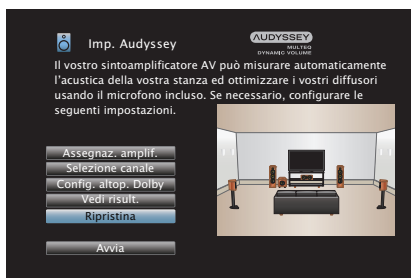 Imp. Audyssey
AUDYSSEY
MULTEQ
DYNAMIC VOLUME
Il vostro sintoamplificatore AV può misurare automaticamente
l'acustica della vostra stanza ed ottimizzare i vostri diffusori
usando il microfono incluso. Se necessario, configurare le
seguenti impostazioni.
Assegnaz. amplif.
Selezione canale
Config. altop. Dolby
Vedi risult.
Ripristina
Avvia